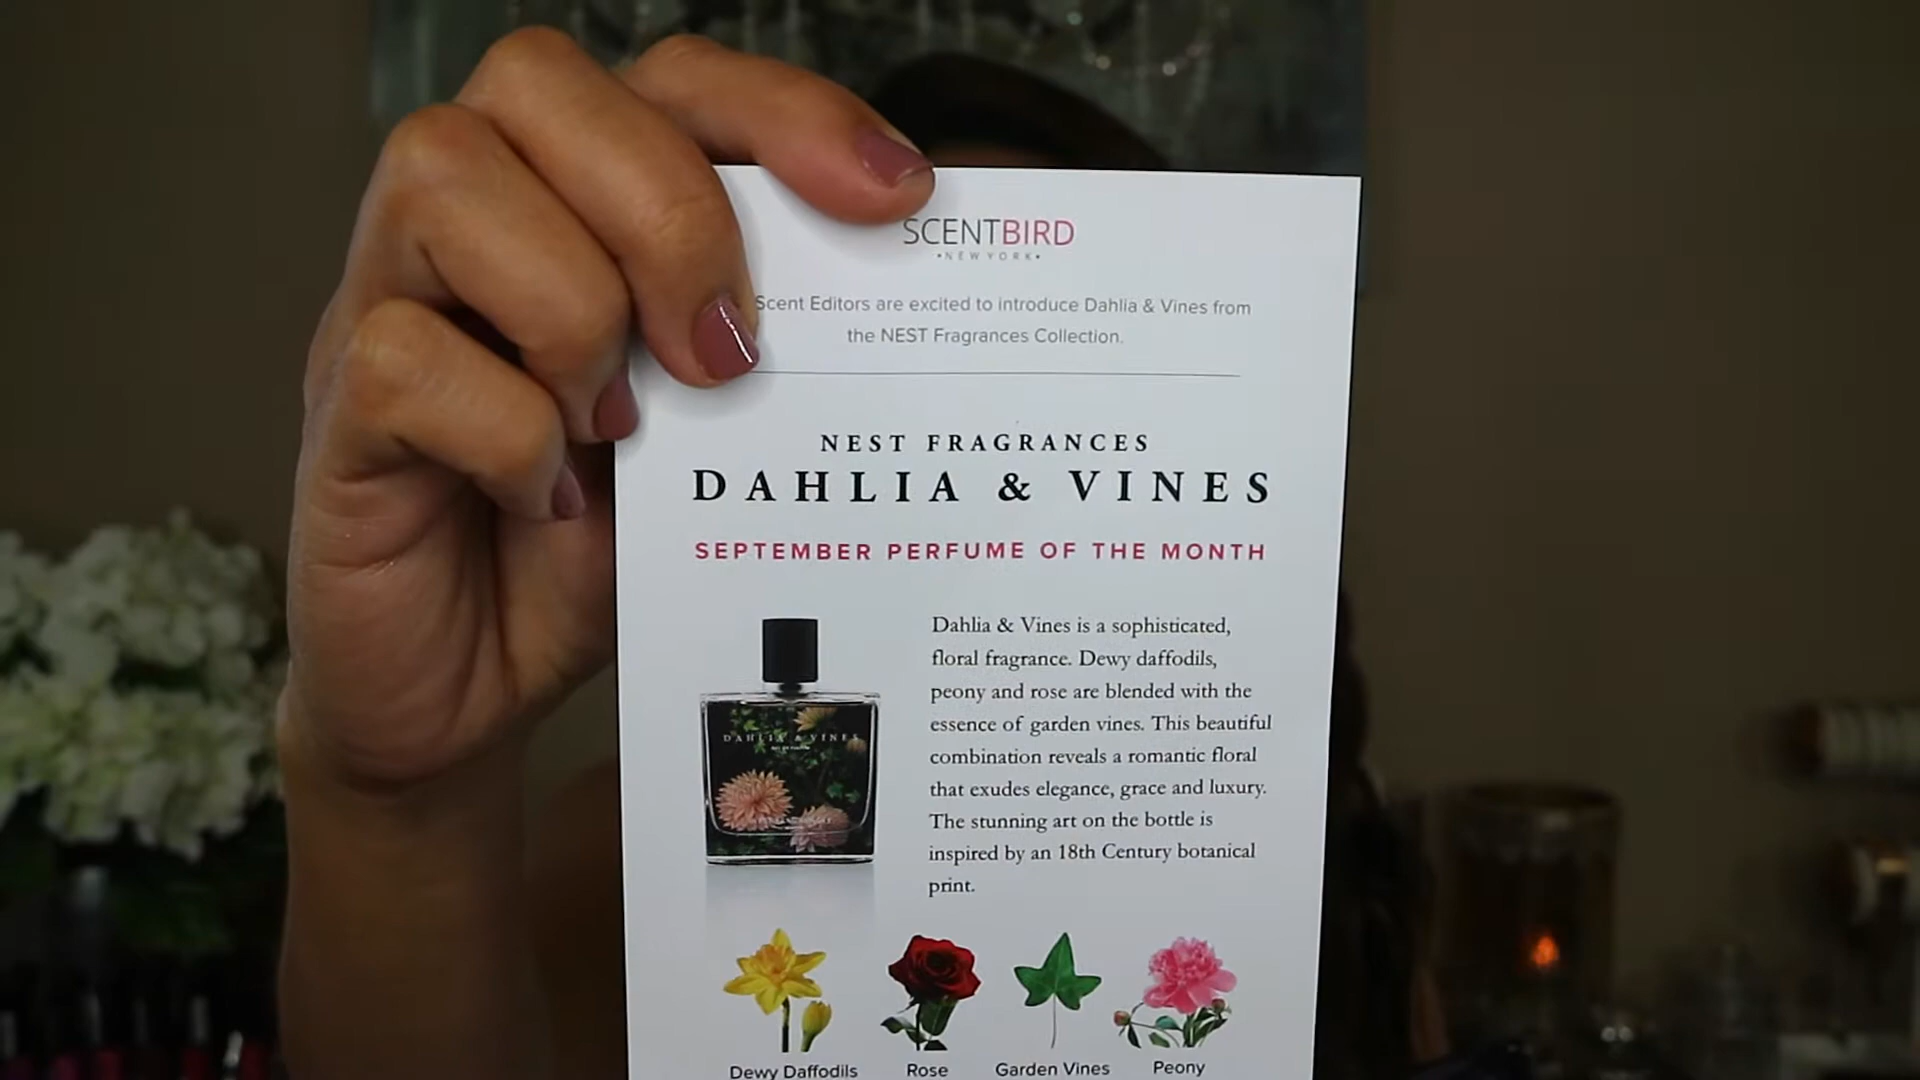 SCENTBIRD
•NEW YORK•
Scent Editors are excited to introduce Dahlia & Vines from
the NEST Fragrances Collection.
NEST FRAGRANCES
DAHLIA & VINES
SEPTEMBER PERFUME OF THE MONTH
Dahlia & Vines is a sophisticated,
floral fragrance. Dewy daffodils,
peony and rose are blended with the
essence of garden vines. This beautiful
combination reveals a romantic floral
that exudes elegance, grace and luxury.
The stunning art on the bottle is
inspired by an 18th Century botanical
print.
DAHLIA & VINES
Dewy Daffodils
Rose
Garden Vines
Peony